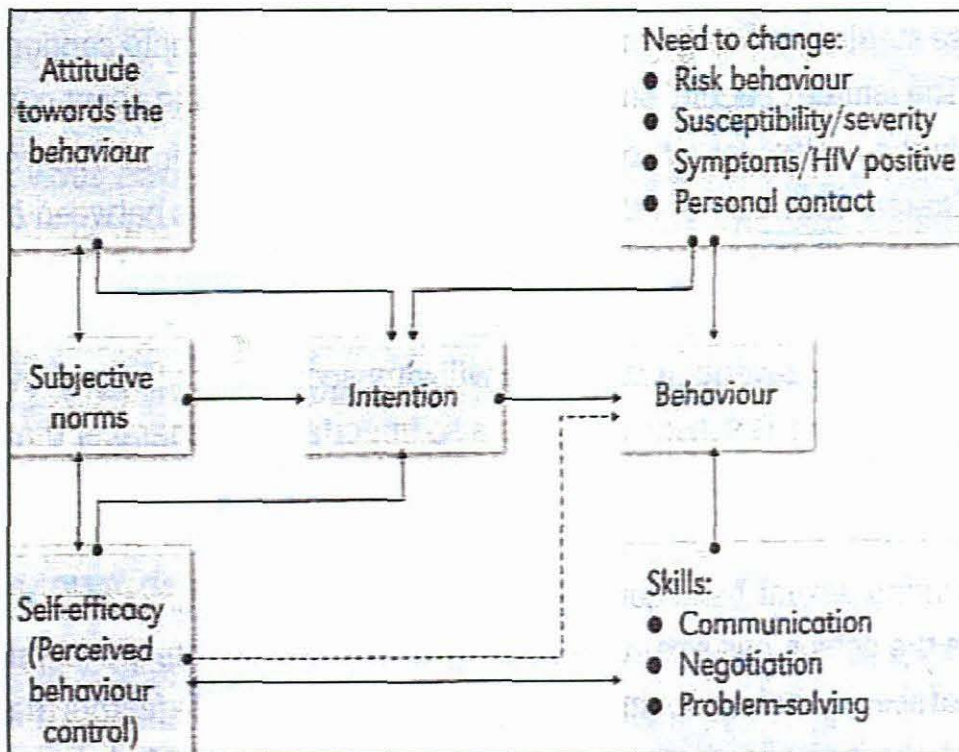 Attitude
towards the
behaviour
Need to change:
● Risk behaviour
● Susceptibility/severity
● Symptoms/HIV positive
● Personal contact
Subjective
norms
Intention
Behaviour
Self-efficacy
(Perceived
behaviour
control)
Skills:
● Communication
● Negotiation
● Problem-solving